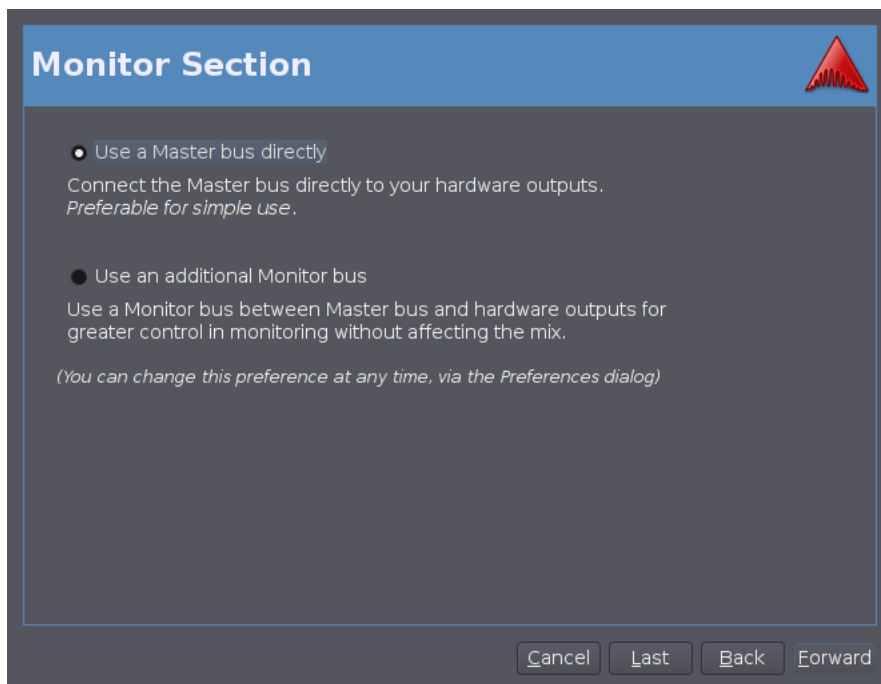 Monitor Section
Use a Master bus directly
Connect the Master bus directly to your hardware outputs.
Preferable for simple use.
Use an additional Monitor bus
Use a Monitor bus between Master bus and hardware outputs for
greater control in monitoring without affecting the mix.
(You can change this preference at any time, via the Preferences dialog)
Cancel Last Back Forward